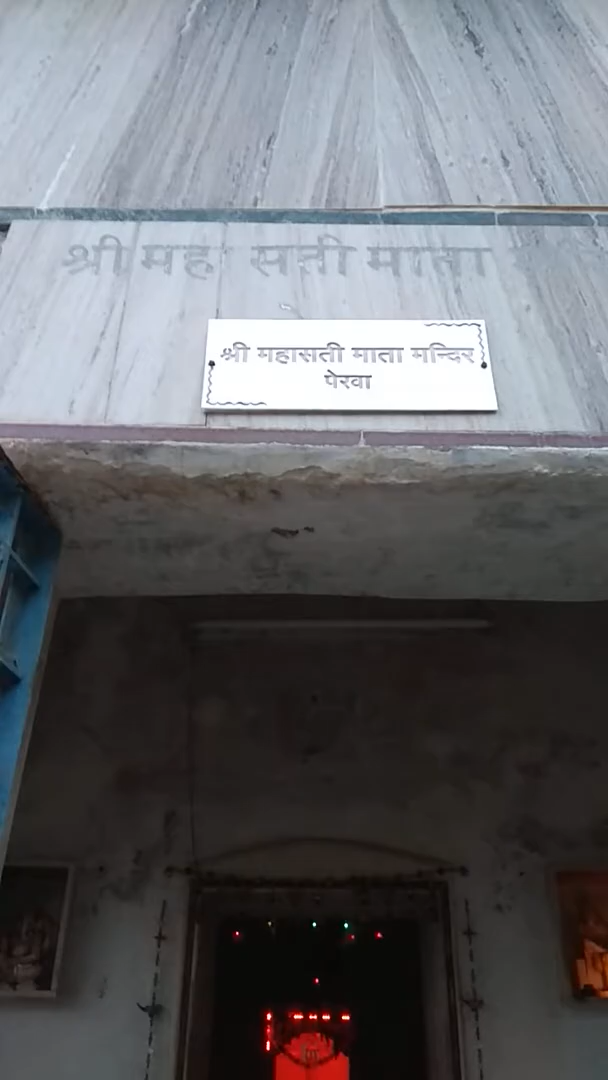 श्री मह सती माता
श्री महासती माता मन्दिर
पेरवा